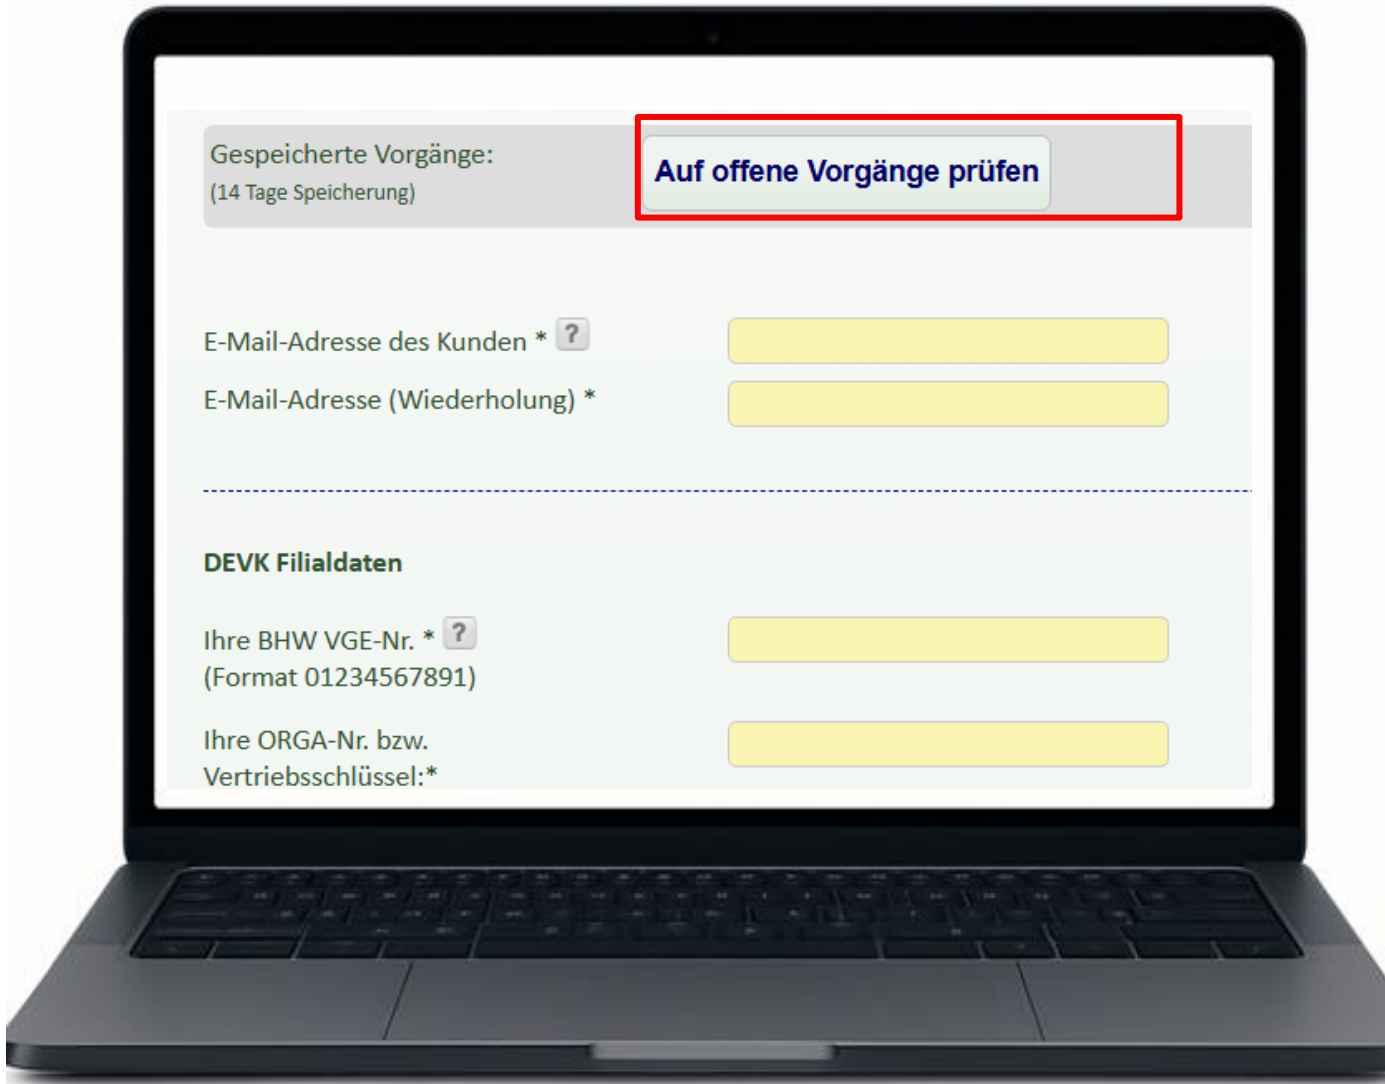 Gespeicherte Vorgänge:
(14 Tage Speicherung)
Auf offene Vorgänge prüfen
E-Mail-Adresse des Kunden * ?
E-Mail-Adresse (Wiederholung) *
DEVK Filialdaten
Ihre BHW VGE-Nr. * ?
(Format 01234567891)
Ihre ORGA-Nr. bzw.
Vertriebsschlüssel:*